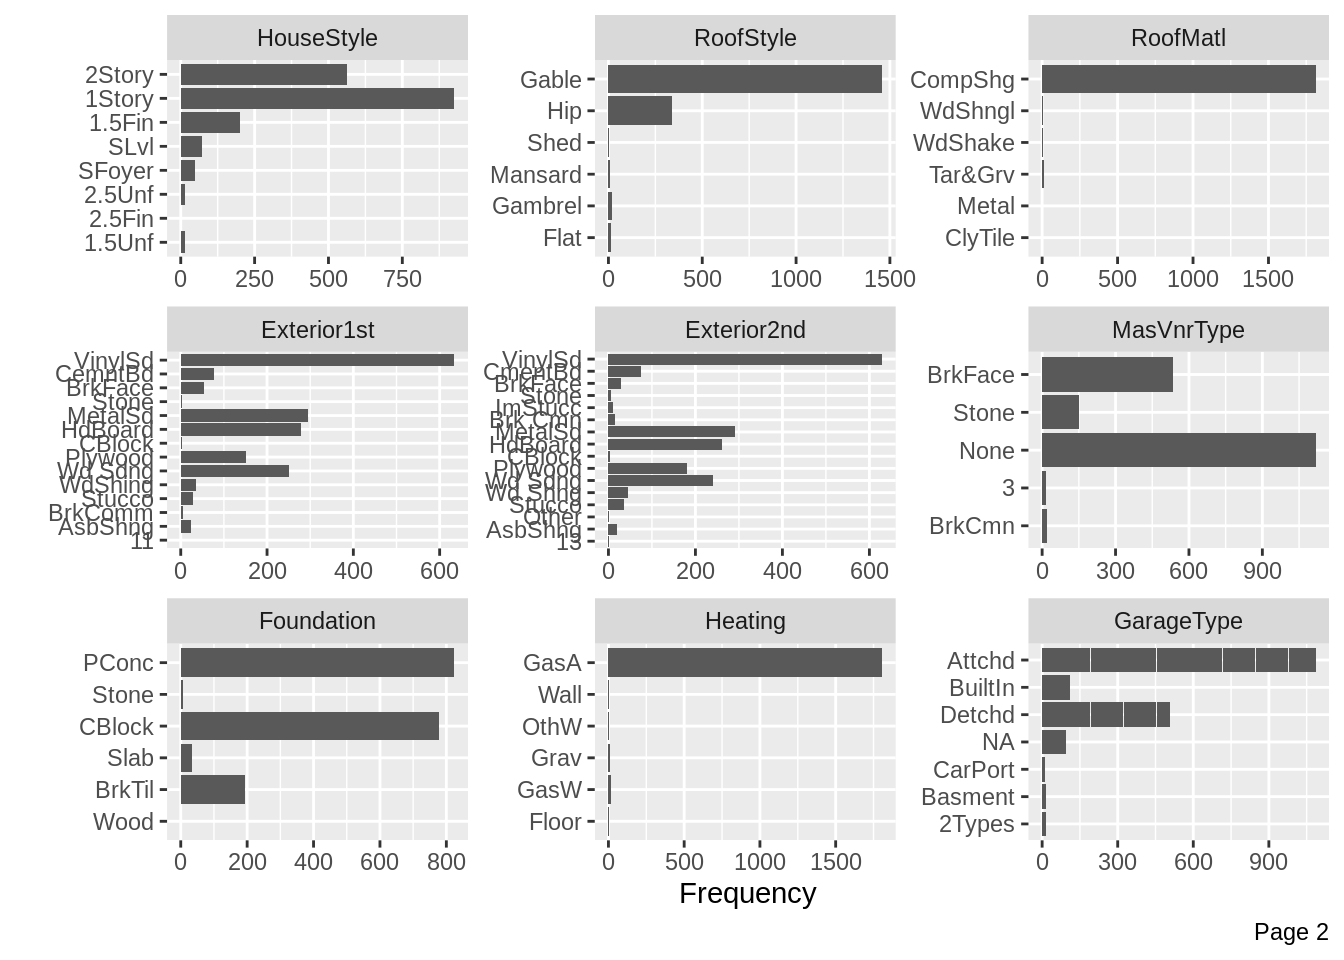 HouseStyle
2Story
1Story
1.5Fin
SLvl
SFoyer
2.5Unf
2.5Fin
1.5Unf
0 250 500 750
RoofStyle
Gable
Hip
Shed
Mansard
Gambrel
Flat
0 500 1000 1500
RoofMatl
CompShg
WdShngl
WdShake
Tar&Grv
Metal
ClyTile
0 500 1000 1500
Exterior1st
VinylSd
CemntBd
BrkFace
Stone
MetalSd
HdBoard
CBlock
Plywood
Wd Sdng
WdShing
Stucco
BrkComm
AsbShng
11
0 200 400 600
Exterior2nd
VinylSd
CmentBd
BrkFace
Stone
ImStucc
Brk Cmn
MetalSd
HdBoard
CBlock
Plywood
Wd Sdng
Wd Shng
Stucco
Other
AsbShng
13
0 200 400 600
MasVnrType
BrkFace
Stone
None
3
BrkCmn
0 300 600 900
Foundation
PConc
Stone
CBlock
Slab
BrkTil
Wood
0 200 400 600 800
Heating
GasA
Wall
OthW
Grav
GasW
Floor
0 500 1000 1500
GarageType
Attchd
BuiltIn
Detchd
NA
CarPort
Basment
2Types
0 300 600 900
Frequency
Page 2